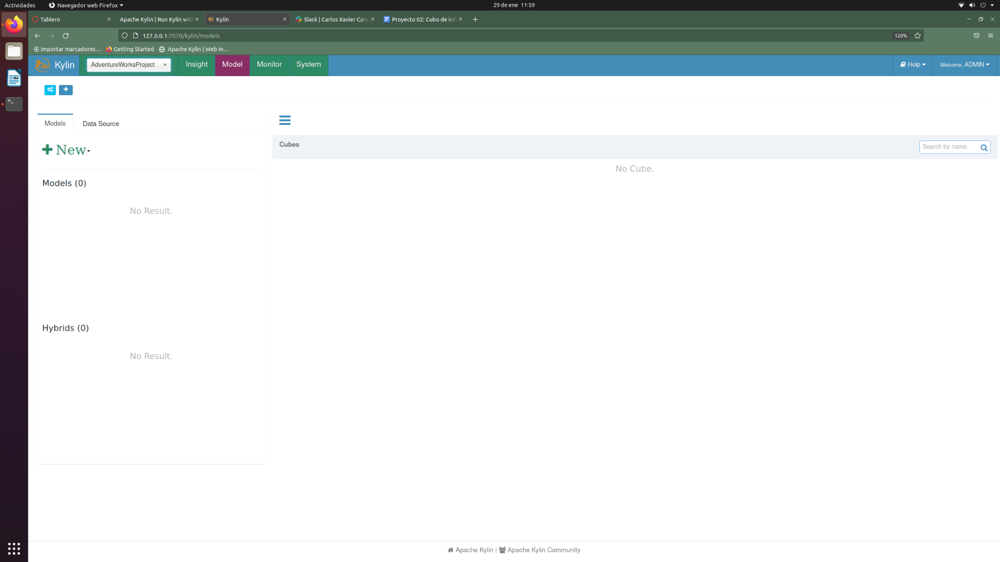 Actividades Navegador web Firefox 29 de ene 11:59
Tablero Apache Kylin | Run Kylin with Kylin Slack | Carlos Xavier Carv Proyecto 02: Cubo de info
127.0.0.1:7070/kylin/models 120%
Importar marcadores… Getting Started Apache Kylin | Web In…
Kylin AdventureWorksProject Insight Model Monitor System Help Welcome, ADMIN
Models Data Source
New
Cubes Search by name
No Cube.
Models (0)
No Result.
Hybrids (0)
No Result.
Apache Kylin | Apache Kylin Community